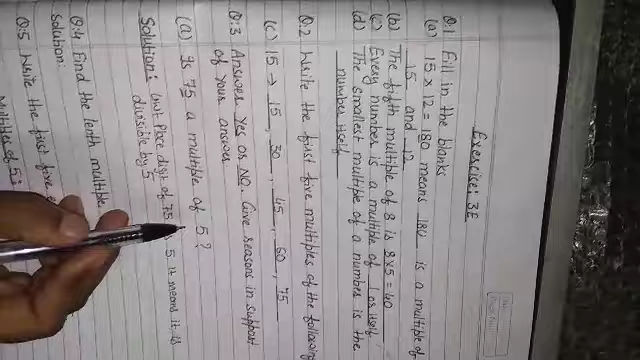 Exercise: 3E
Q.1 Fill in the blanks
(a) 15 x 12 = 180 means 180 is a multiple of
15 and 12
(b) The fifth multiple of 8 is 8x5 = 40
(c) Every number is a multiple of 1 or itself
(d) The smallest multiple of a number is the
number itself
Q.2 Write the first five multiples of the following
(c) 15 → 15, 30, 45, 60, 75
Q.3 Answer Yes or NO. Give reasons in support
of your answer
(a) Is 75 a multiple of 5?
Solution: Unit Place digit of 75 5. It means it is
divisible by 5
Q.4 Find the tenth multiple
Solution:
Q.5 Write the first five
Multiples of 5: